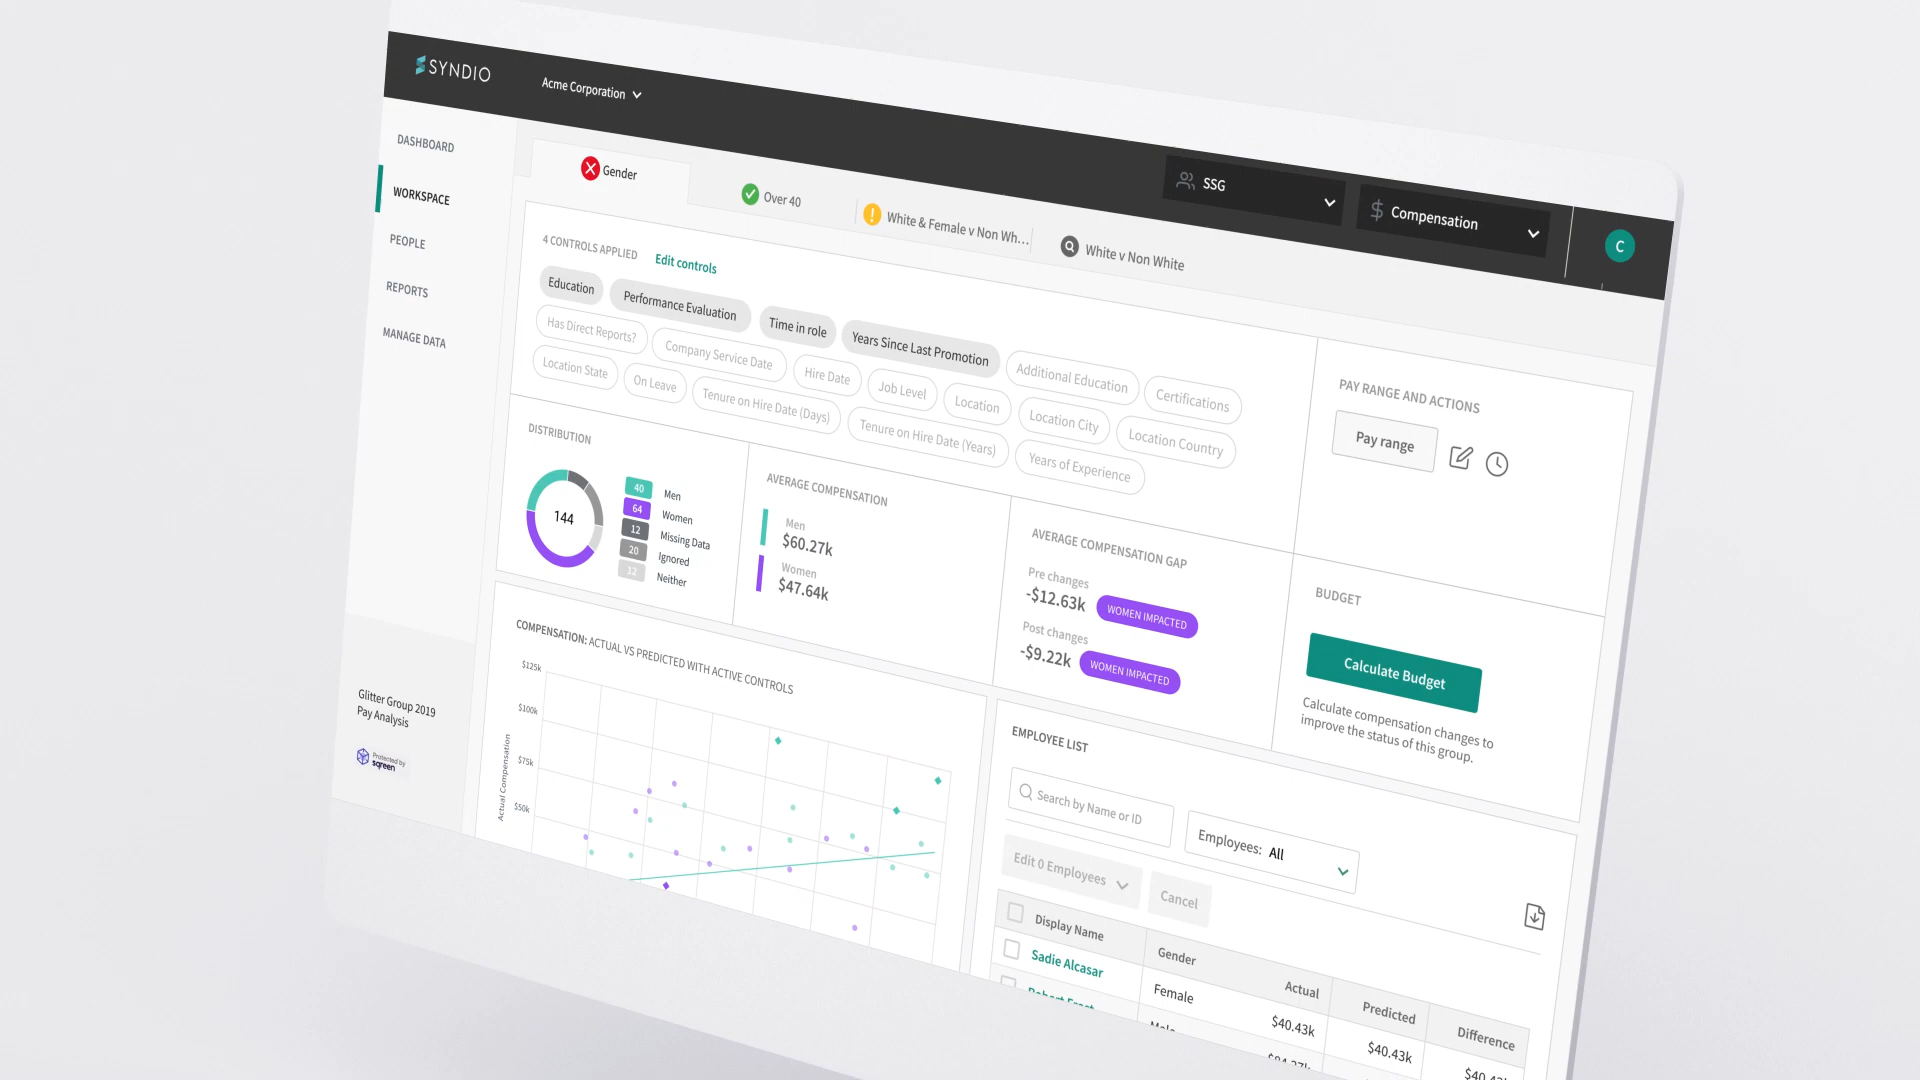 SYNDIO
Acme Corporation
SSG
Compensation
C
DASHBOARD
WORKSPACE
PEOPLE
REPORTS
MANAGE DATA
Glitter Group 2019
Pay Analysis
Protected by
sqreen
Gender
Over 40
White & Female v Non Wh...
White v Non White
4 CONTROLS APPLIED
Edit controls
Education
Performance Evaluation
Time in role
Years Since Last Promotion
Additional Education
Certifications
Has Direct Reports?
Company Service Date
Hire Date
Job Level
Location
Location City
Location Country
Location State
On Leave
Tenure on Hire Date (Days)
Tenure on Hire Date (Years)
Years of Experience
PAY RANGE AND ACTIONS
Pay range
DISTRIBUTION
144
40 Men
64 Women
12 Missing Data
20 Ignored
12 Neither
AVERAGE COMPENSATION
Men
$60.27k
Women
$47.64k
AVERAGE COMPENSATION GAP
Pre changes
-$12.63k WOMEN IMPACTED
Post changes
-$9.22k WOMEN IMPACTED
BUDGET
Calculate Budget
Calculate compensation changes to
improve the status of this group.
COMPENSATION: ACTUAL VS PREDICTED WITH ACTIVE CONTROLS
$125k
$100k
$75k
$50k
Actual Compensation
EMPLOYEE LIST
Search by Name or ID
Employees: All
Edit 0 Employees
Cancel
Display Name
Gender
Actual
Predicted
Difference
Sadie Alcasar
Female
$40.43k
$40.43k